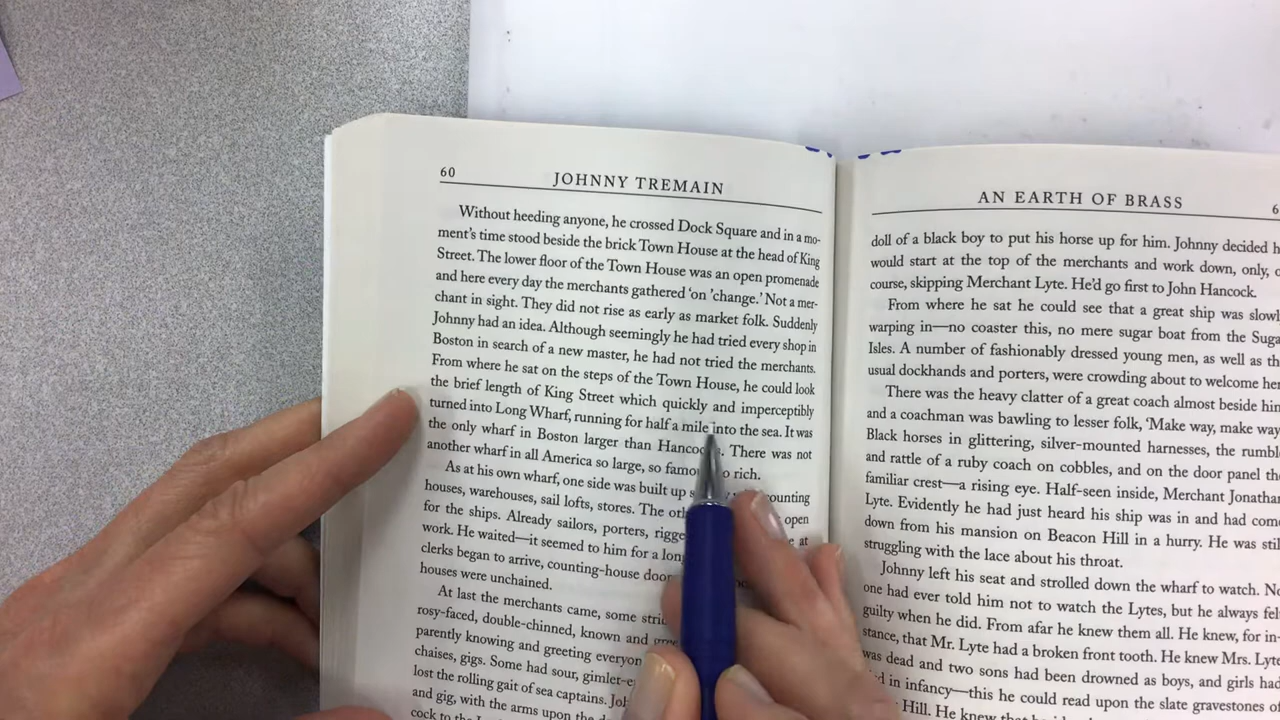 60
JOHNNY TREMAIN
Without heeding anyone, he crossed Dock Square and in a mo-
ment's time stood beside the brick Town House at the head of King
Street. The lower floor of the Town House was an open promenade
and here every day the merchants gathered 'on 'change.' Not a mer-
chant in sight. They did not rise as early as market folk. Suddenly
Johnny had an idea. Although seemingly he had tried every shop in
Boston in search of a new master, he had not tried the merchants.
From where he sat on the steps of the Town House, he could look
the brief length of King Street which quickly and imperceptibly
turned into Long Wharf, running for half a mile into the sea. It was
the only wharf in Boston larger than There was not
another wharf in all America so large, so rich.
As at his own wharf, one side was built up
houses, warehouses, sail lofts, stores. The open
for the ships. Already sailors, porters, at
work. He waited—it seemed to him for a
clerks began to arrive, counting-house
houses were unchained.
At last the merchants came, some
rosy-faced, double-chinned, known and
parently knowing and greeting
chaises, gigs. Some had sour,
lost the rolling gait of sea captains.
and gig, with the arms upon the
cock to the
AN EARTH OF BRASS
doll of a black boy to put his horse up for him. Johnny decided
would start at the top of the merchants and work down, only,
course, skipping Merchant Lyte. He'd go first to John Hancock.
From where he sat he could see that a great ship was
warping in—no coaster this, no mere sugar boat from the
Isles. A number of fashionably dressed young men, as well as
usual dockhands and porters, were crowding about to welcome
There was the heavy clatter of a great coach almost beside
and a coachman was bawling to lesser folk, 'Make way, make
Black horses in glittering, silver-mounted harnesses, the
and rattle of a ruby coach on cobbles, and on the door panel
familiar crest—a rising eye. Half-seen inside, Merchant
Lyte. Evidently he had just heard his ship was in and had
down from his mansion on Beacon Hill in a hurry. He was
struggling with the lace about his throat.
Johnny left his seat and strolled down the wharf to watch.
one had ever told him not to watch the Lytes, but he always
guilty when he did. From afar he knew them all. He knew, for in-
stance, that Mr. Lyte had a broken front tooth. He knew Mrs.
was dead and two sons had been drowned as boys, and girls had
in infancy—this he could read upon the slate gravestones
Hill. He knew that